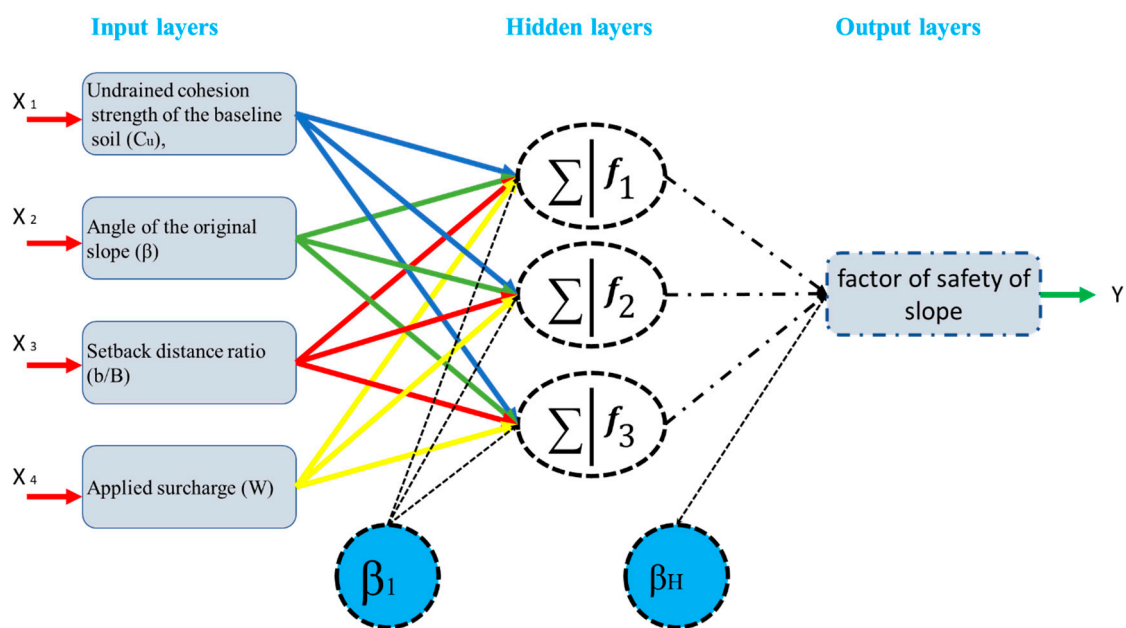 Input layers
Hidden layers
Output layers
X 1
Undrained cohesion
strength of the baseline
soil (Cu),
X 2
Angle of the original
slope (β)
X 3
Setback distance ratio
(b/B)
X 4
Applied surcharge (W)
∑ f1
∑ f2
∑ f3
factor of safety of
slope
Y
β1
βH